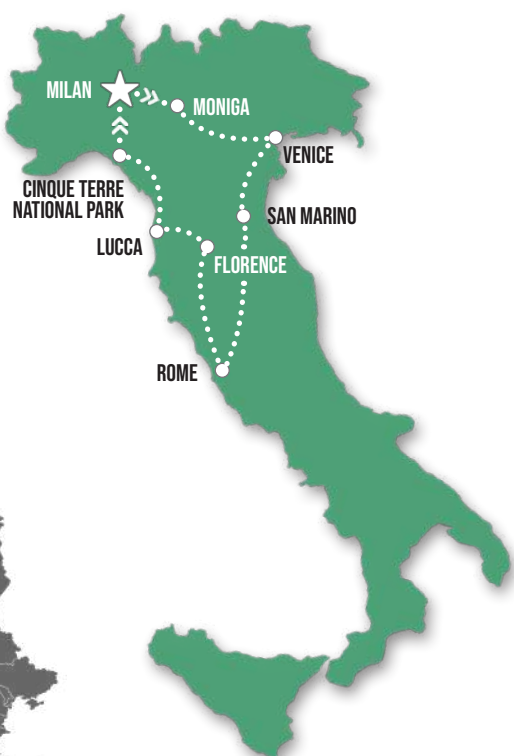 MILAN
MONIGA
VENICE
CINQUE TERRE
NATIONAL PARK
SAN MARINO
LUCCA
FLORENCE
ROME